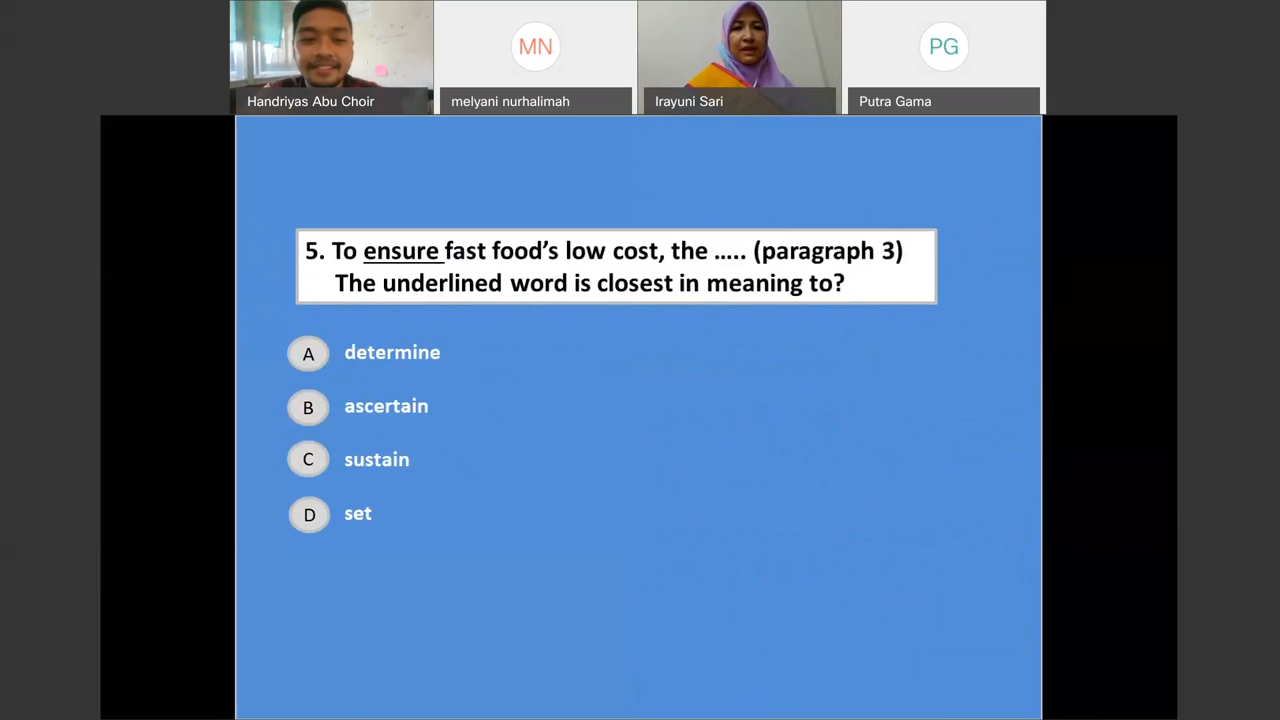 MN
PG
Handriyas Abu Choir
melyani nurhalimah
Irayuni Sari
Putra Gama
5. To ensure fast food's low cost, the ..... (paragraph 3)
The underlined word is closest in meaning to?
A determine
B ascertain
C sustain
D set